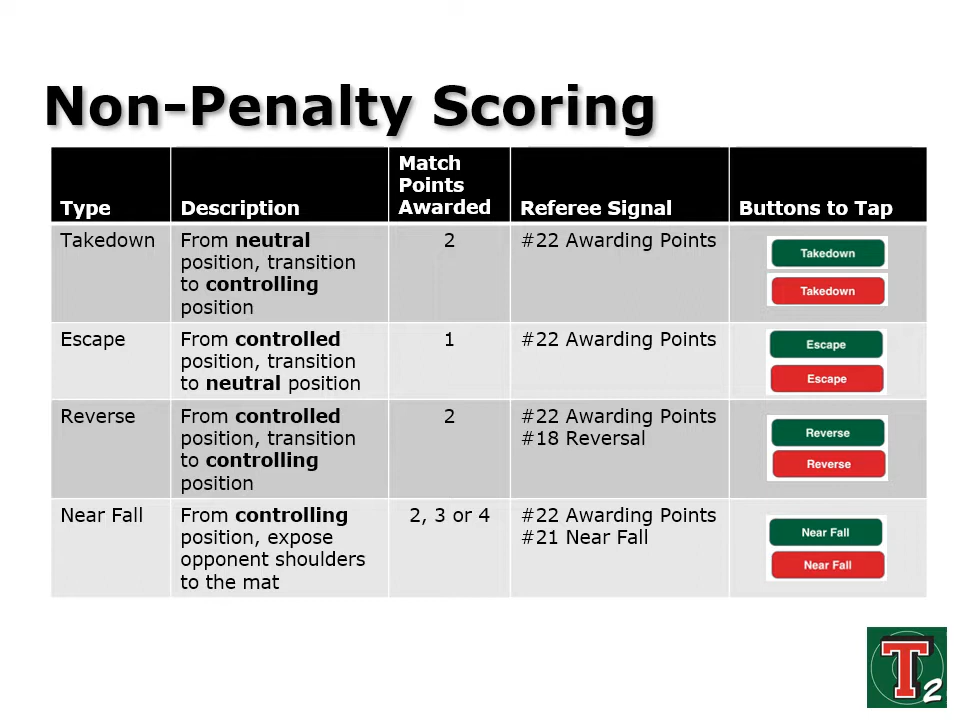 Non-Penalty Scoring
Type
Description
Match
Points
Awarded
Referee Signal
Buttons to Tap
Takedown
From neutral
position, transition
to controlling
position
2
#22 Awarding Points
Takedown
Takedown
Escape
From controlled
position, transition
to neutral position
1
#22 Awarding Points
Escape
Escape
Reverse
From controlled
position, transition
to controlling
position
2
#22 Awarding Points
#18 Reversal
Reverse
Reverse
Near Fall
From controlling
position, expose
opponent shoulders
to the mat
2, 3 or 4
#22 Awarding Points
#21 Near Fall
Near Fall
Near Fall
T2